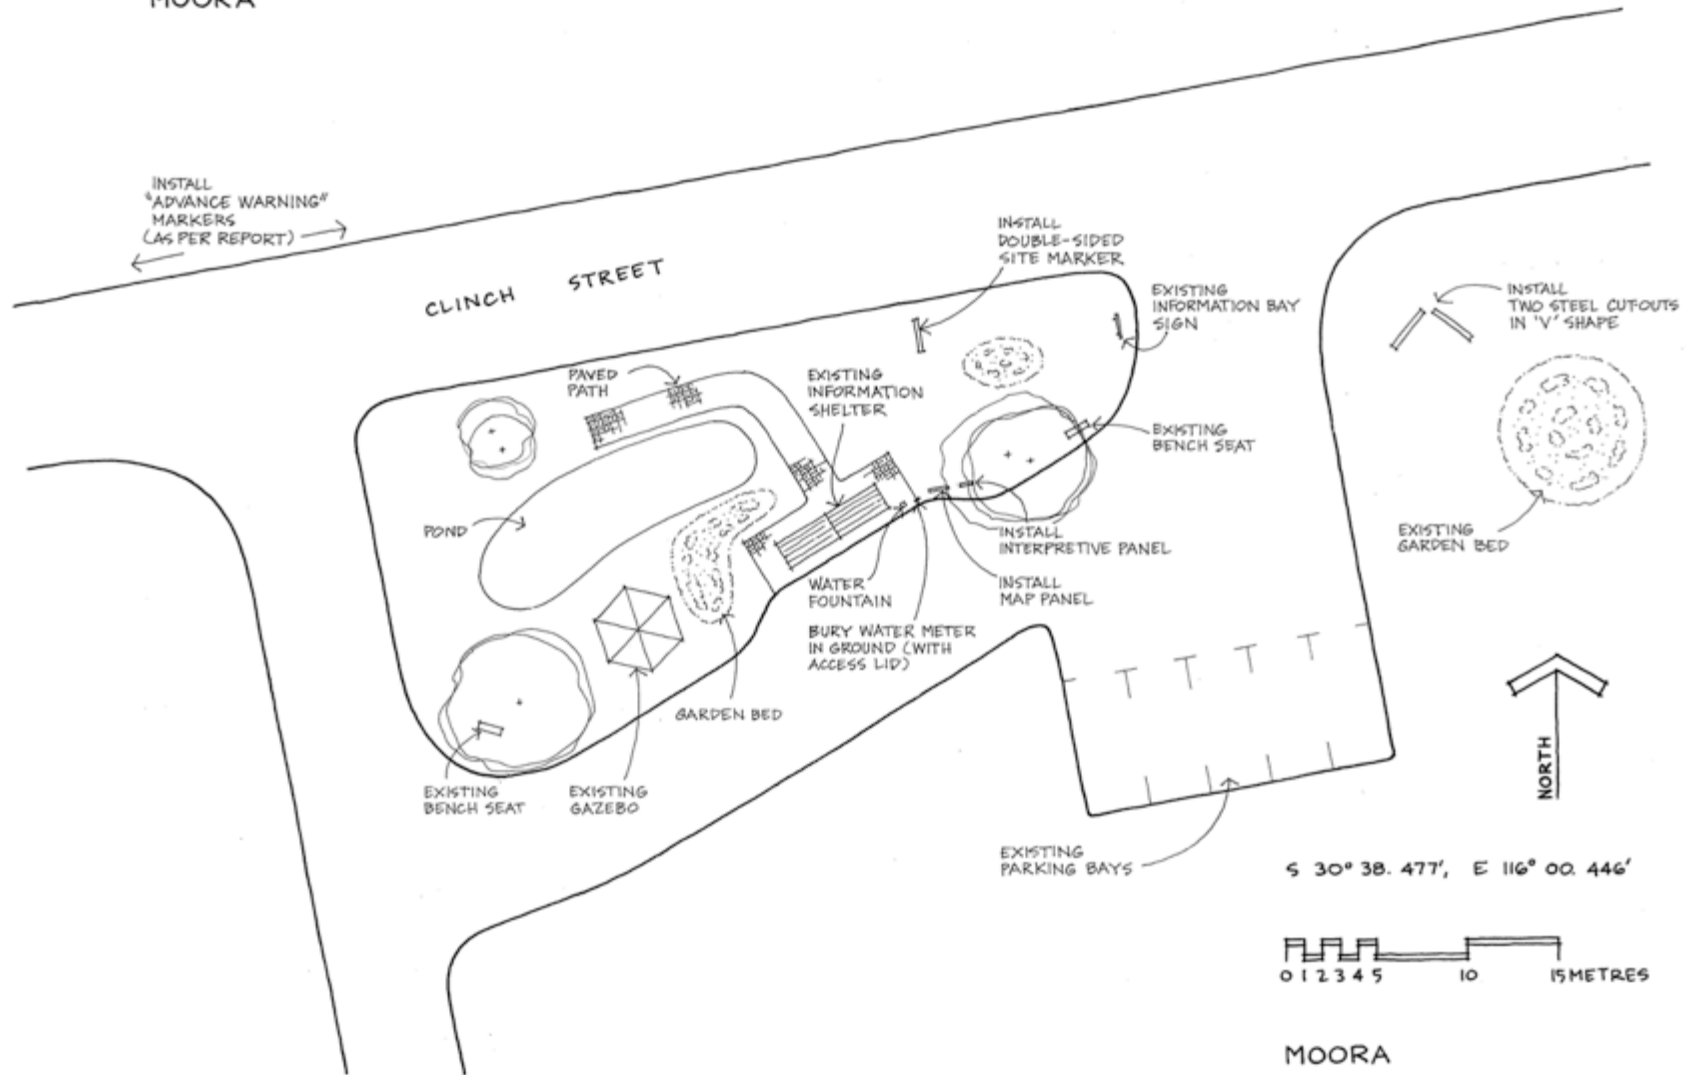 MOORA
INSTALL
"ADVANCE WARNING"
MARKERS
(AS PER REPORT)
CLINCH STREET
INSTALL
DOUBLE-SIDED
SITE MARKER
EXISTING
INFORMATION BAY
SIGN
INSTALL
TWO STEEL CUT-OUTS
IN 'V' SHAPE
PAVED
PATH
EXISTING
INFORMATION
SHELTER
EXISTING
BENCH SEAT
POND
INSTALL
INTERPRETIVE PANEL
EXISTING
GARDEN BED
WATER
FOUNTAIN
INSTALL
MAP PANEL
BURY WATER METER
IN GROUND (WITH
ACCESS LID)
GARDEN BED
EXISTING
BENCH SEAT
EXISTING
GAZEBO
NORTH
EXISTING
PARKING BAYS
S 30° 38. 477', E 116° 00. 446'
0 1 2 3 4 5 10 15 METRES
MOORA